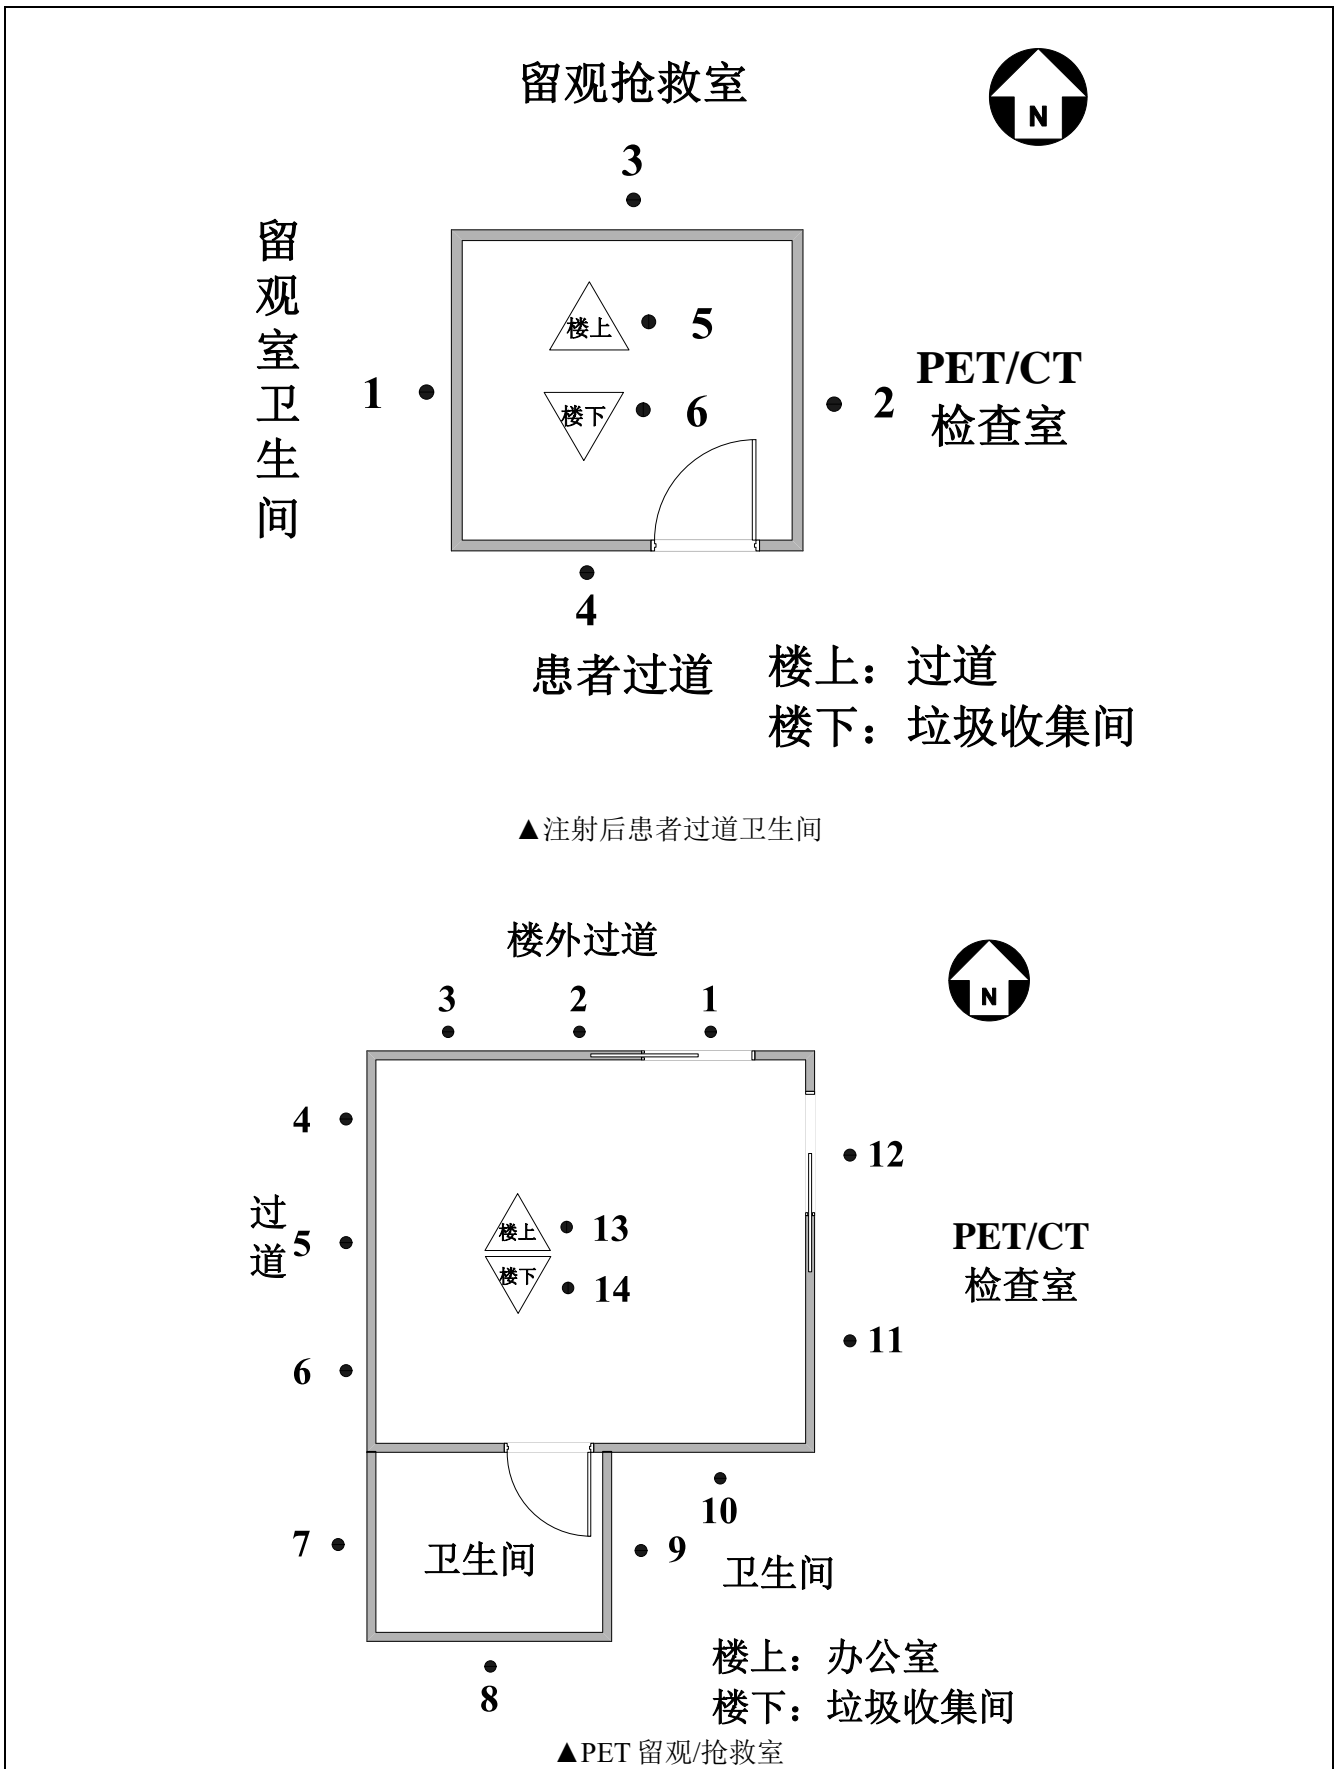 留观抢救室
N
3
留观室卫生间
楼上
5
PET/CT
检查室
1
楼下
6
2
4
患者过道
楼上：过道
楼下：垃圾收集间
▲注射后患者过道卫生间
楼外过道
N
3
2
1
4
12
过道
楼上
13
5
PET/CT
检查室
楼下
14
6
11
10
7
卫生间
9
卫生间
8
楼上：办公室
楼下：垃圾收集间
▲PET 留观/抢救室